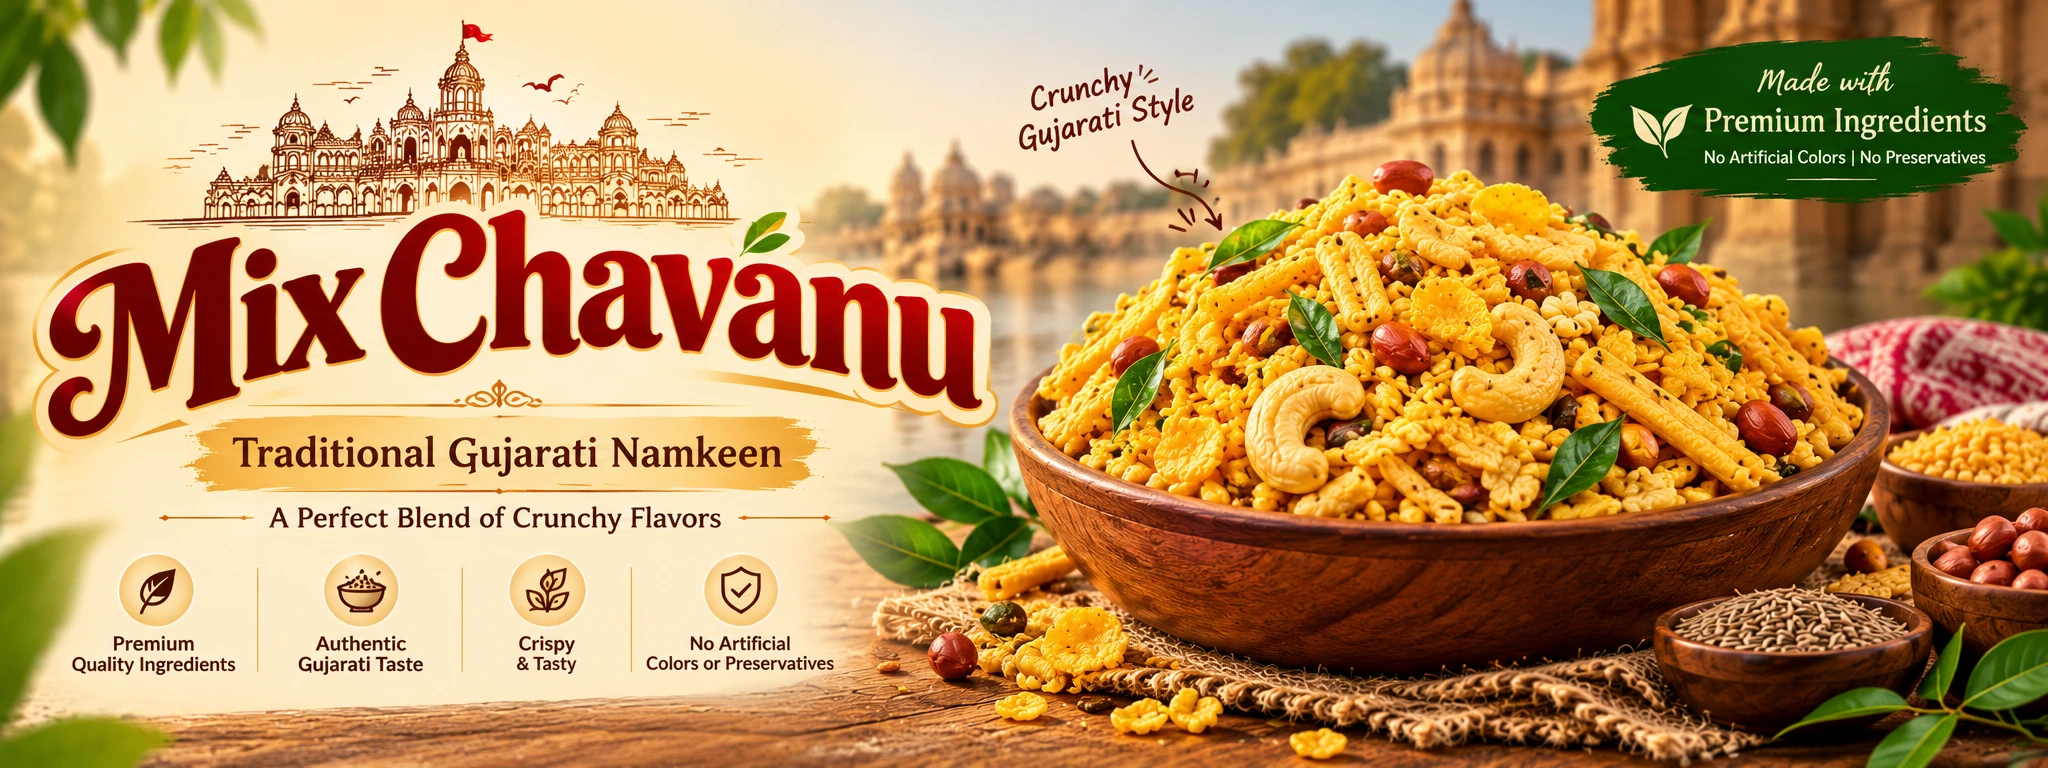 Mix Chavanu
Traditional Gujarati Namkeen
A Perfect Blend of Crunchy Flavors
Premium
Quality Ingredients
Authentic
Gujarati Taste
Crispy
& Tasty
No Artificial
Colors or Preservatives
Crunchy
Gujarati Style
Made with
Premium Ingredients
No Artificial Colors | No Preservatives